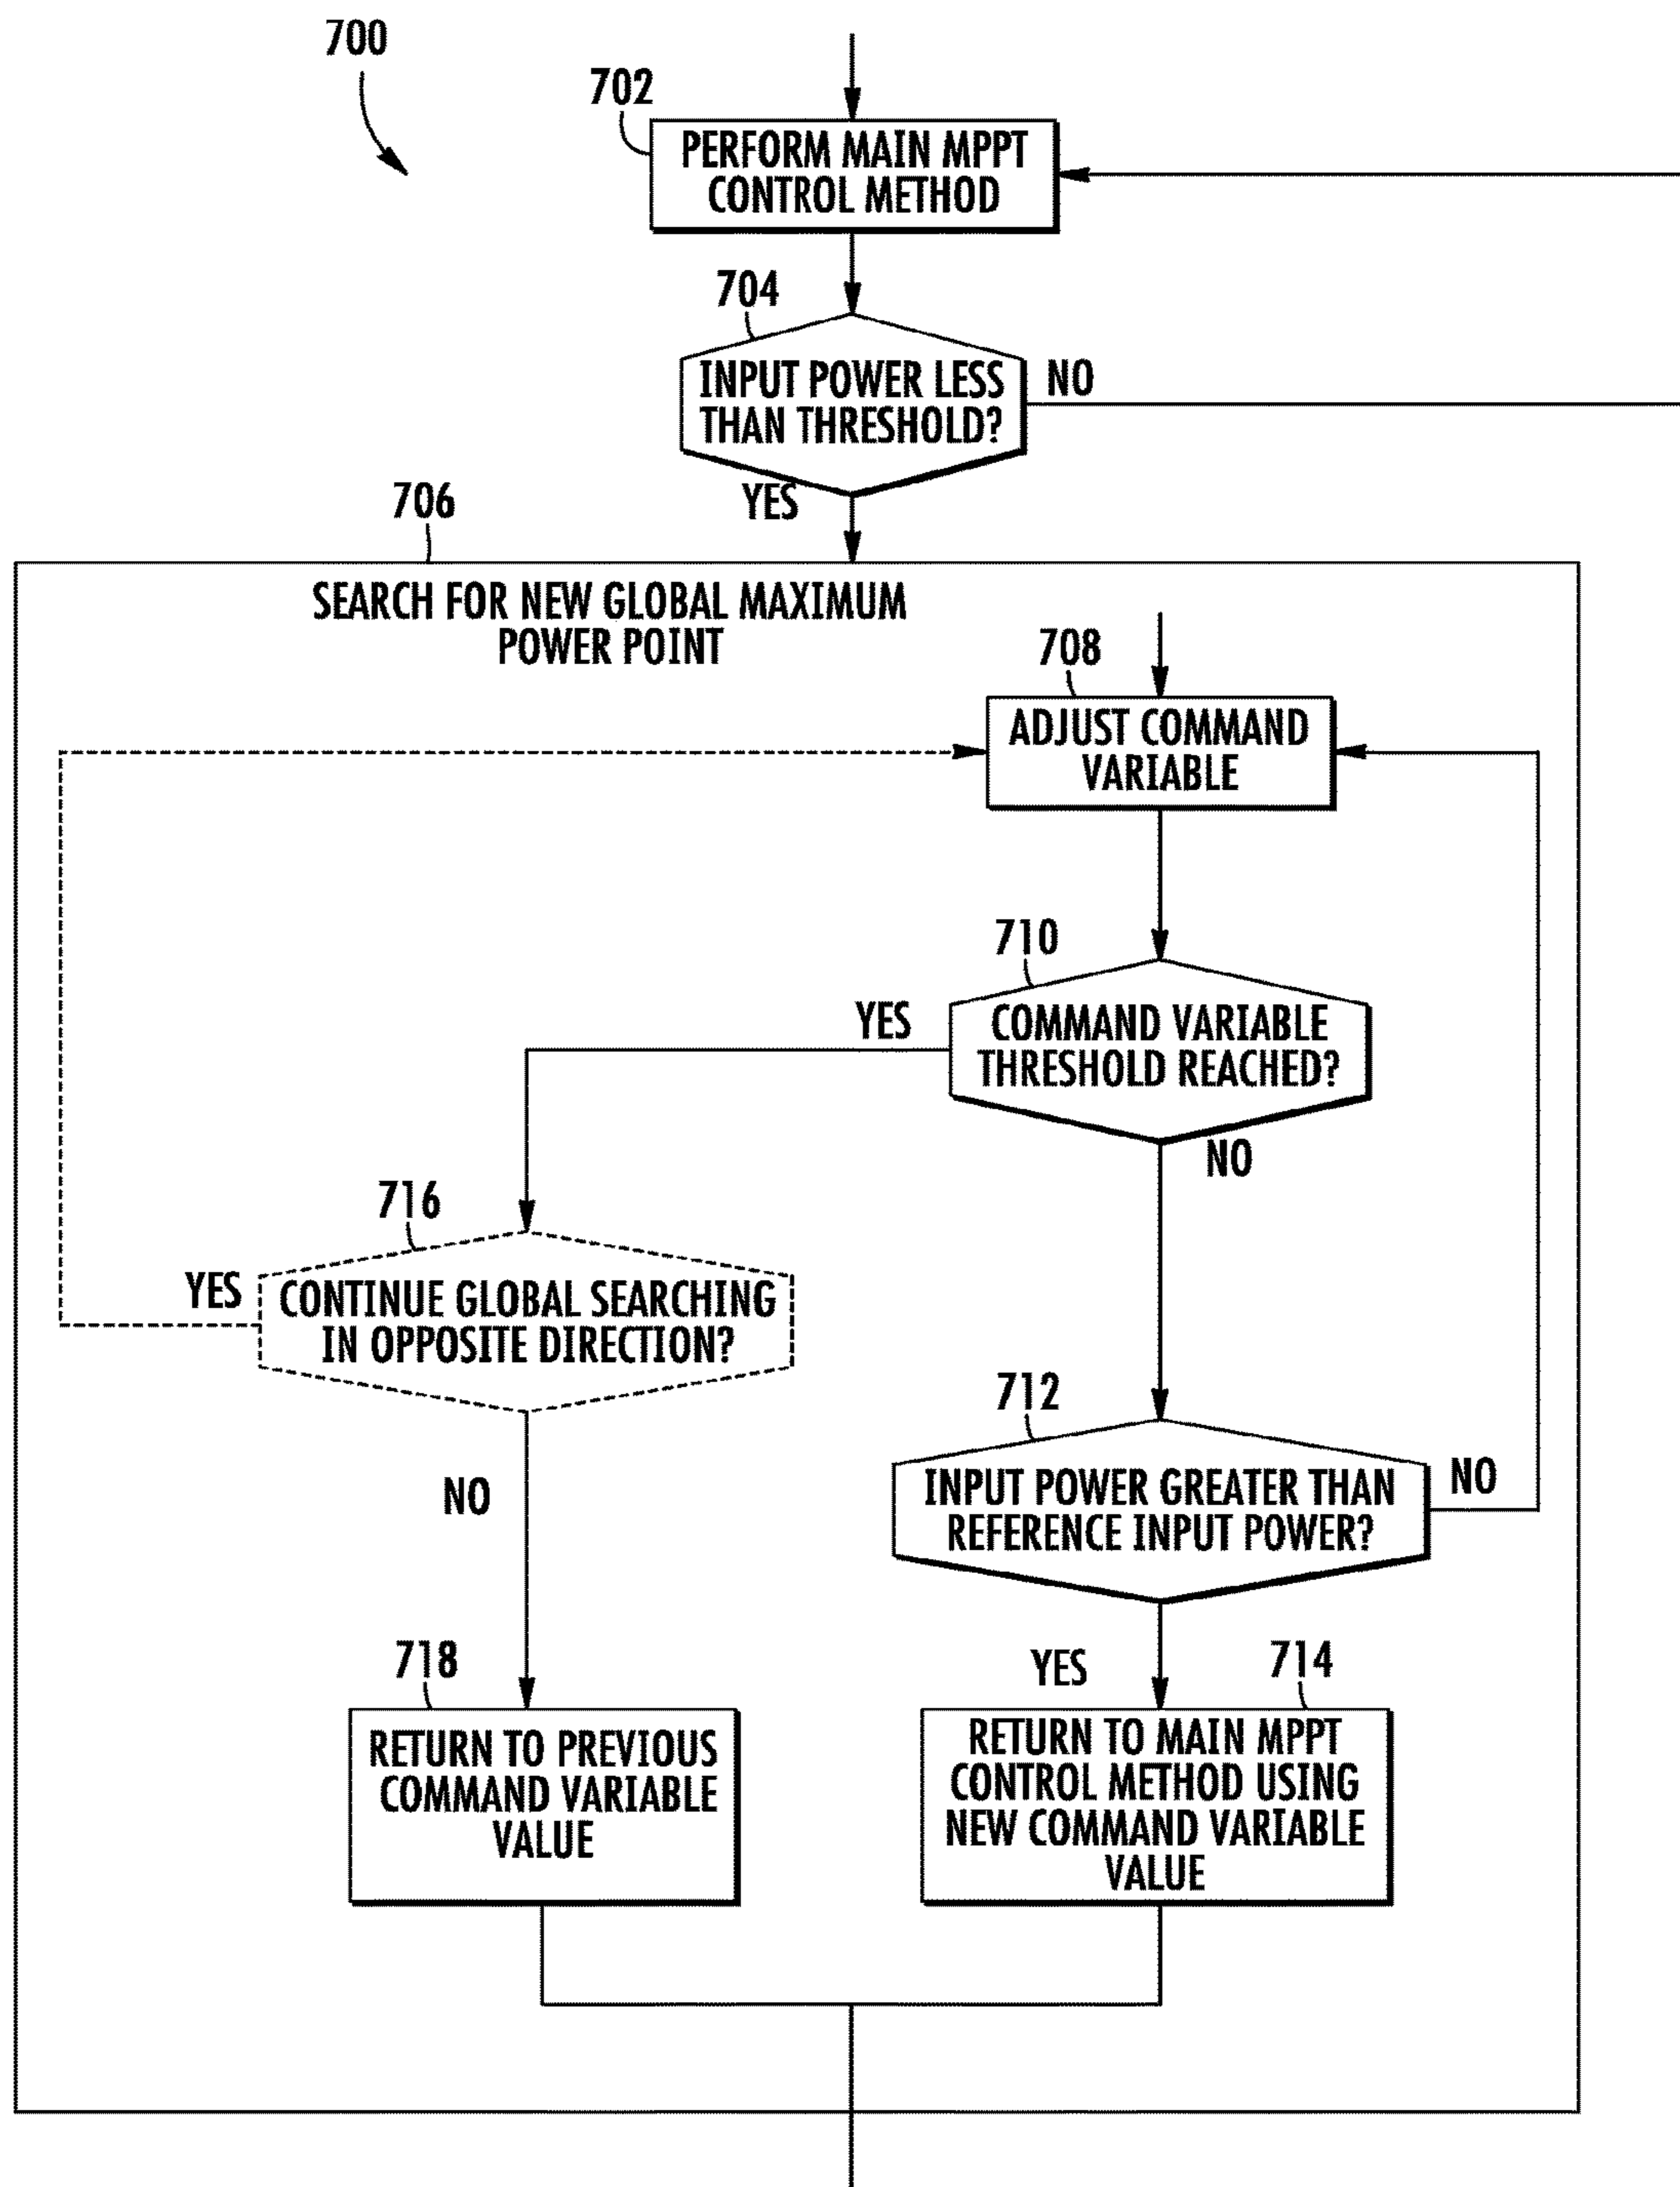 700
702
PERFORM MAIN MPPT
CONTROL METHOD
704
INPUT POWER LESS
THAN THRESHOLD?
NO
YES
706
SEARCH FOR NEW GLOBAL MAXIMUM
POWER POINT
708
ADJUST COMMAND
VARIABLE
710
YES
COMMAND VARIABLE
THRESHOLD REACHED?
NO
716
YES
CONTINUE GLOBAL SEARCHING
IN OPPOSITE DIRECTION?
712
NO
INPUT POWER GREATER THAN
REFERENCE INPUT POWER?
NO
718
YES
714
RETURN TO PREVIOUS
COMMAND VARIABLE
VALUE
RETURN TO MAIN MPPT
CONTROL METHOD USING
NEW COMMAND VARIABLE
VALUE